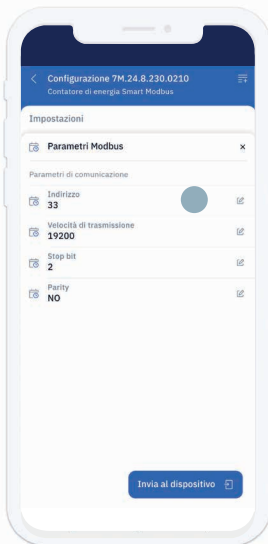 Configurazione 7M.24.8.230.0210
Contatore di energia Smart Modbus
Impostazioni
Parametri Modbus
Parametri di comunicazione
Indirizzo
33
Velocità di trasmissione
19200
Stop bit
2
Parity
NO
Invia al dispositivo